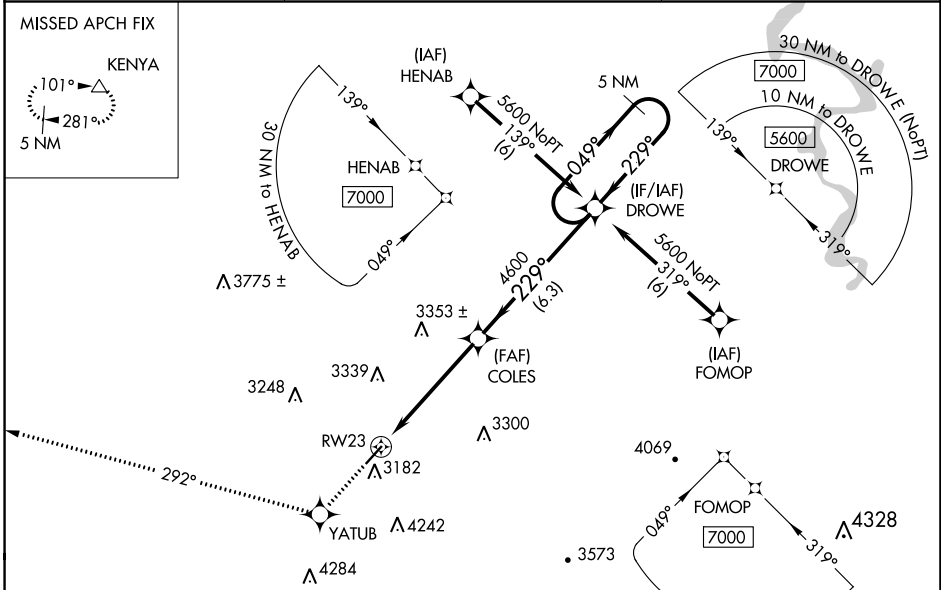 MISSED APCH FIX
KENYA
101°
281°
5 NM
(IAF)
HENAB
5600 NoPT
139°
(6)
5 NM
049°
229°
(IF/IAF)
DROWE
30 NM to HENAB
139°
HENAB
7000
049°
30 NM to DROWE (NoPT)
7000
10 NM to DROWE
5600
139°
DROWE
319°
5600 NoPT
319°
(6)
(IAF)
FOMOP
4600
229°
(6.3)
(FAF)
COLES
3775 ±
3353 ±
3339
3248
3300
RW23
3182
292°
YATUB
4242
4284
4069
FOMOP
7000
049°
319°
3573
4328